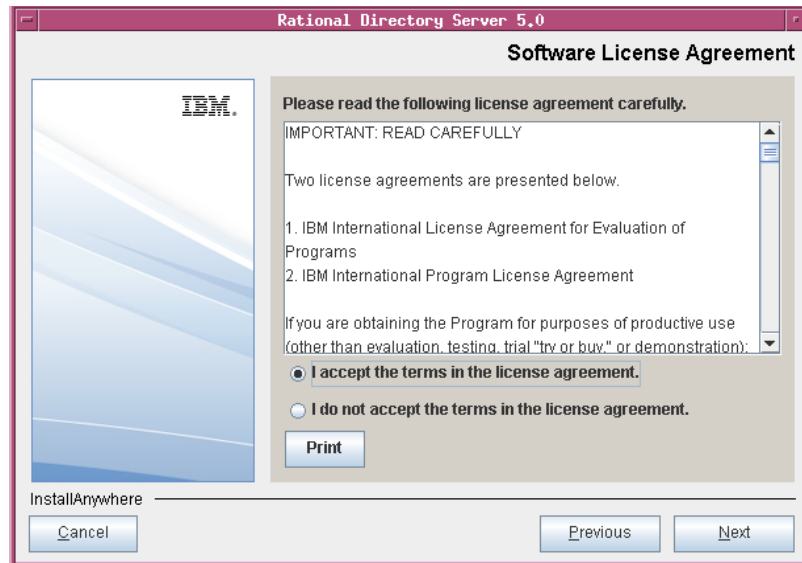 Rational Directory Server 5.0
Software License Agreement
IBM.
Please read the following license agreement carefully.
IMPORTANT: READ CAREFULLY
Two license agreements are presented below.
1. IBM International License Agreement for Evaluation of
Programs
2. IBM International Program License Agreement
If you are obtaining the Program for purposes of productive use
(other than evaluation, testing, trial "try or buy," or demonstration):
I accept the terms in the license agreement.
I do not accept the terms in the license agreement.
Print
InstallAnywhere
Cancel
Previous
Next